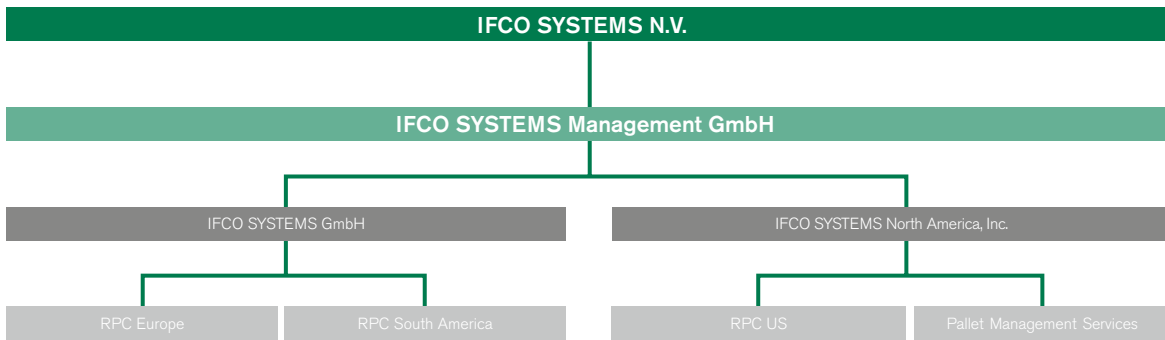 IFCO SYSTEMS N.V.
IFCO SYSTEMS Management GmbH
IFCO SYSTEMS GmbH
IFCO SYSTEMS North America, Inc.
RPC Europe
RPC South America
RPC US
Pallet Management Services